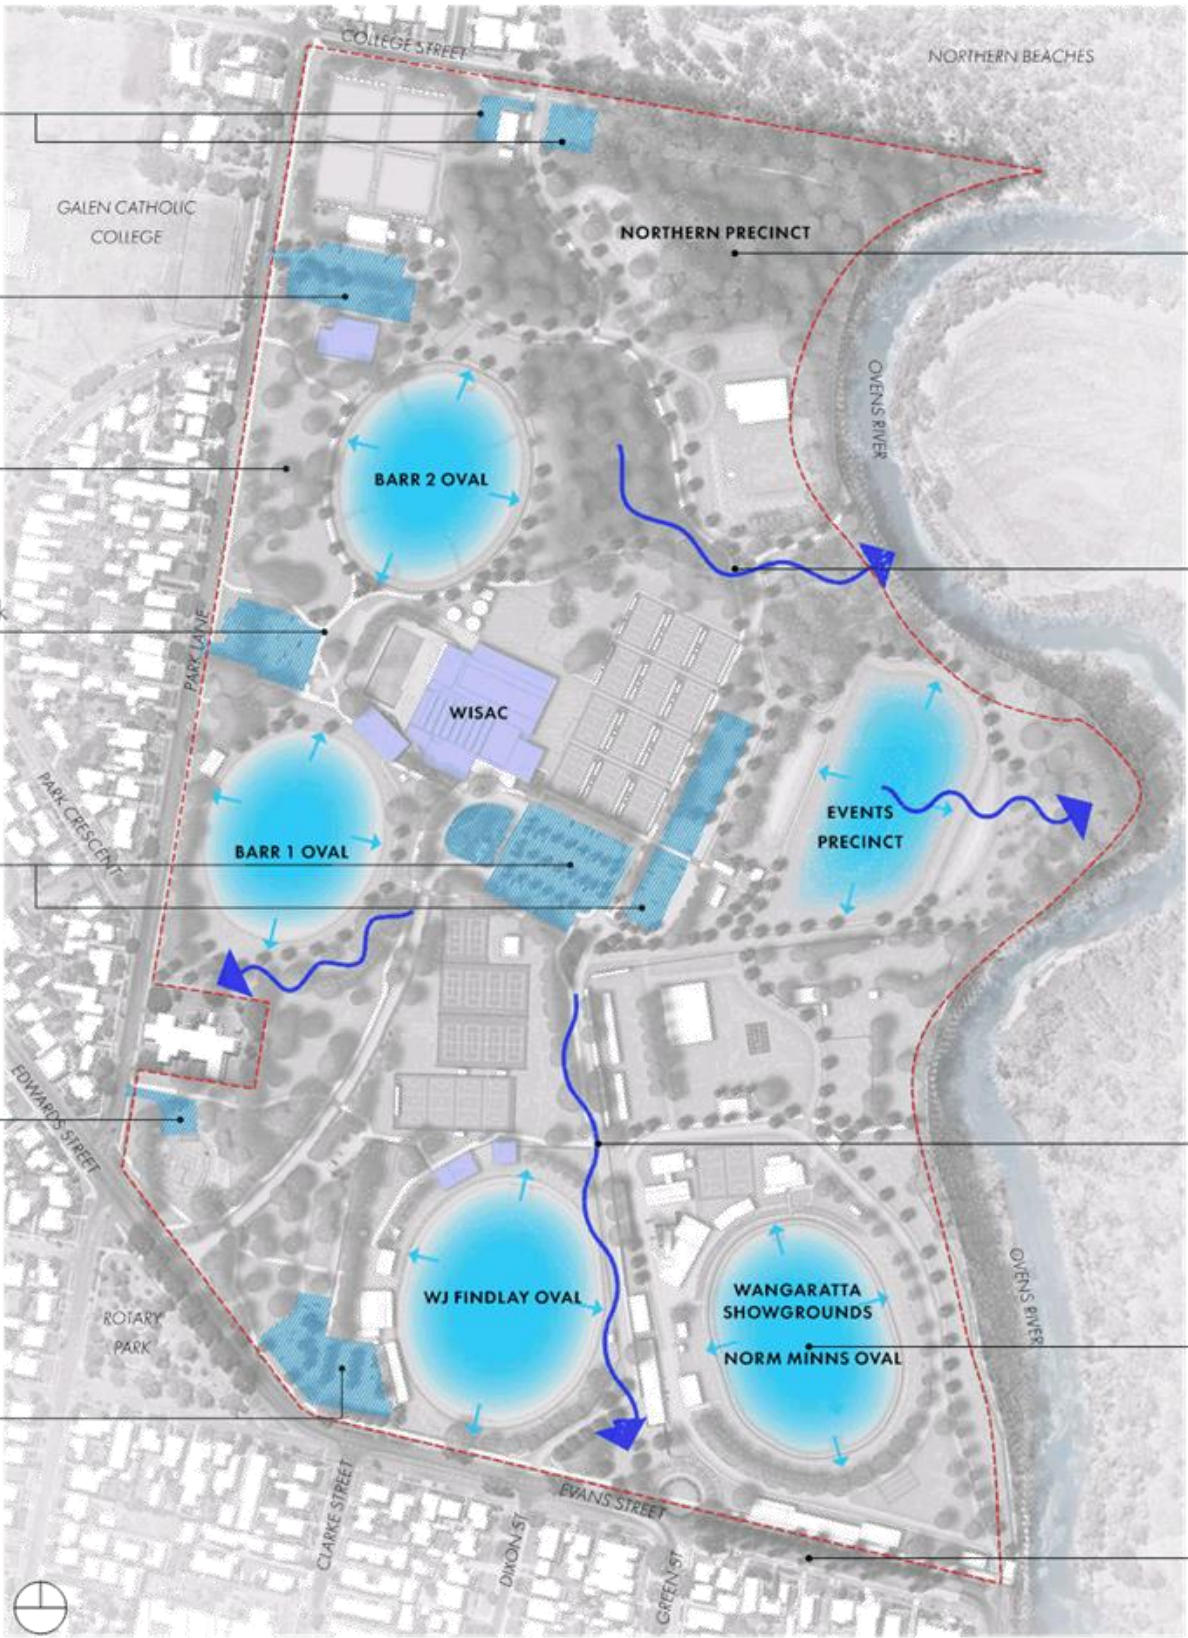 COLLEGE STREET
NORTHERN BEACHES
GALEN CATHOLIC
COLLEGE
NORTHERN PRECINCT
OVENS RIVER
BARR 2 OVAL
PARK LANE
WISAC
PARK CRESCENT
EVENTS
PRECINCT
BARR 1 OVAL
EDWARDS STREET
WJ FINDLAY OVAL
WANGARATTA
SHOWGROUNDS
NORM MINNS OVAL
OVENS RIVER
ROTARY
PARK
EVANS STREET
CLARKE STREET
DIXON ST
GREEN ST